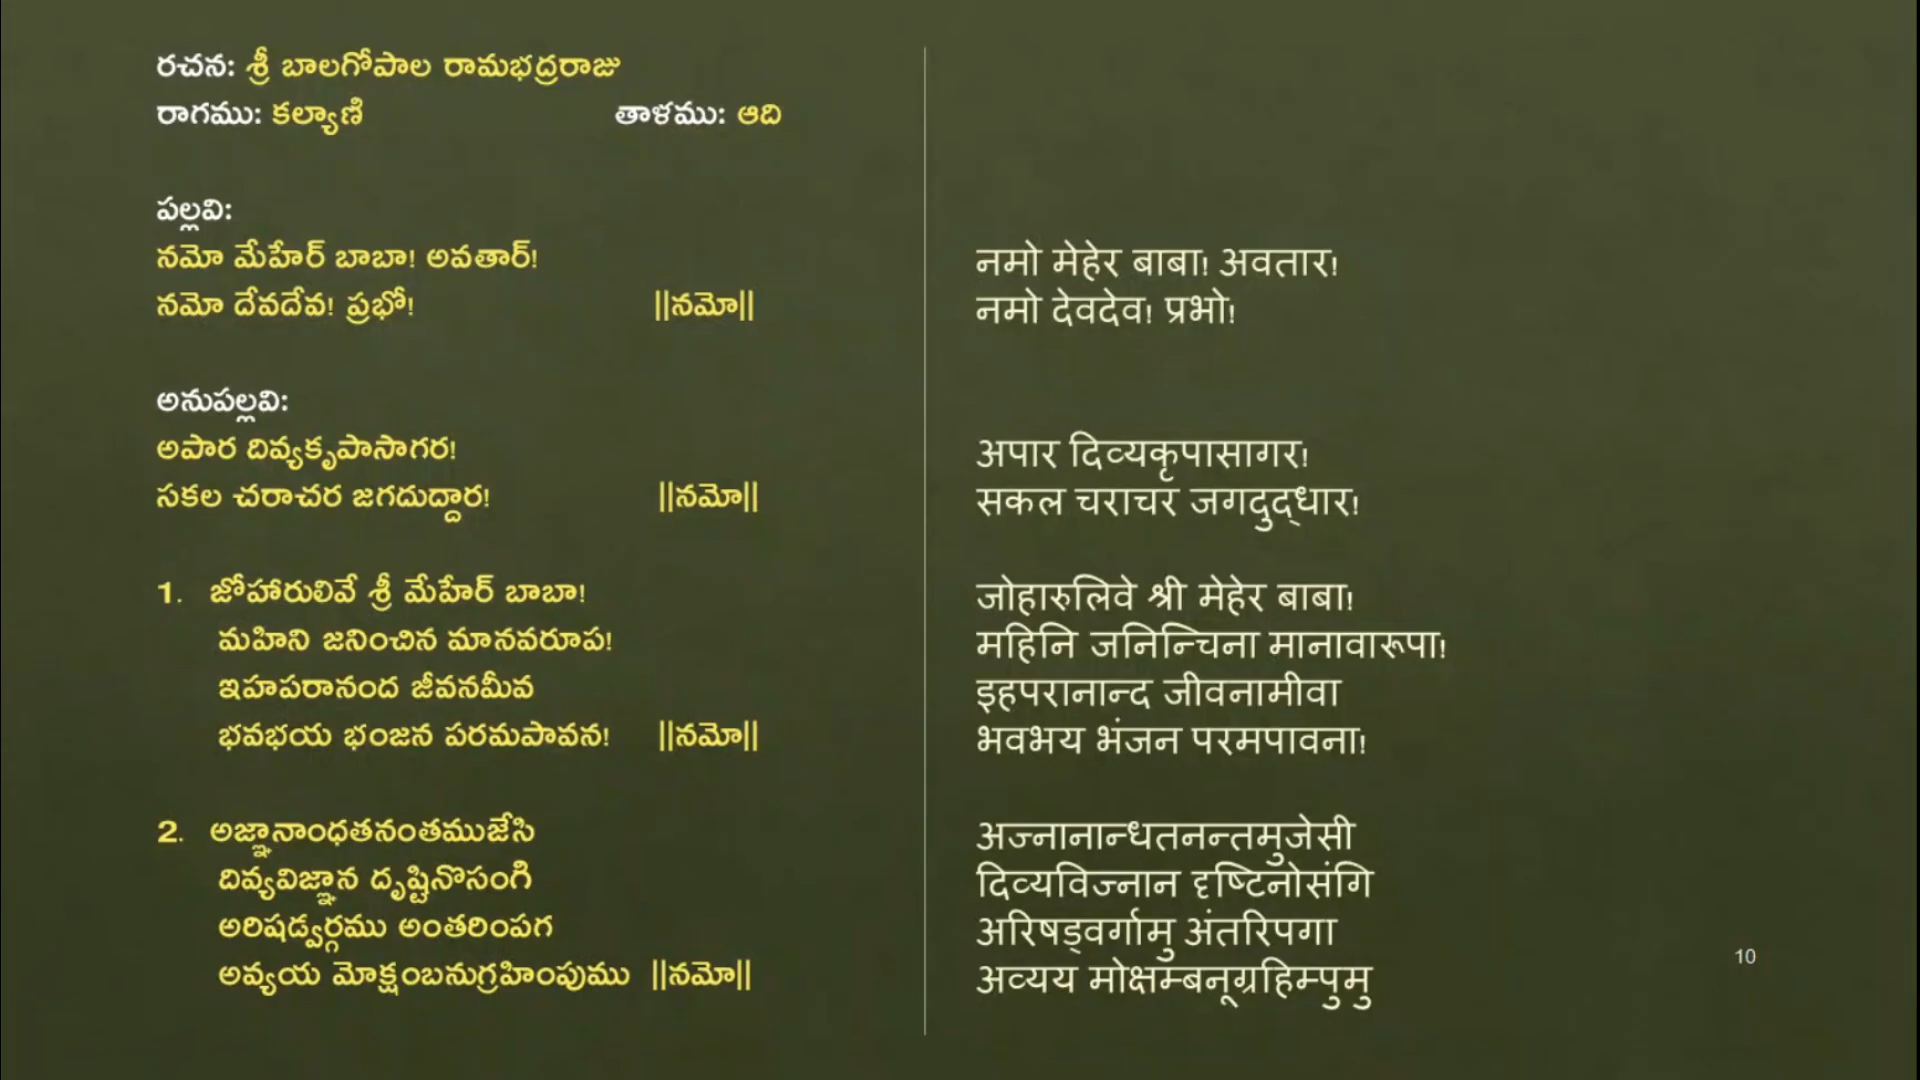 రచన: శ్రీ బాలగోపాల రామభద్రరాజు
రాగము: కల్యాణి తాళము: ఆది
పల్లవి:
నమో మేహేర్ బాబా! అవతార్!
నమో దేవదేవ! ప్రభో! ||నమో||
అనుపల్లవి:
అపార దివ్యకృపాసాగర!
సకల చరాచర జగదుద్దార! ||నమో||
1. జోహారులివే శ్రీ మేహేర్ బాబా!
మహిని జనించిన మానవరూప!
ఇహపరానంద జీవనమీవ
భవభయ భంజన పరమపావన! ||నమో||
2. అజ్ఞానాంధతనంతముజేసి
దివ్యవిజ్ఞాన దృష్టినొసంగి
అరిషడ్వర్గము అంతరింపగ
అవ్యయ మోక్షంబనుగ్రహింపుము ||నమో||
नमो मेहेर बाबा! अवतार!
नमो देवदेव! प्रभो!
अपार दिव्यकृपासागर!
सकल चराचर जगदुद्धार!
जोहारुलिवे श्री मेहेर बाबा!
महिनि जनिन्चिना मानावारूपा!
इहपरानान्द जीवनामीवा
भवभय भंजन परमपावना!
अज्नानान्धतनन्तमुजेसी
दिव्यविज्नान दृष्टिनोसंगि
अरिषड्वर्गामु अंतरिपगा
अव्यय मोक्षम्बनूग्रहिम्पुमु
10